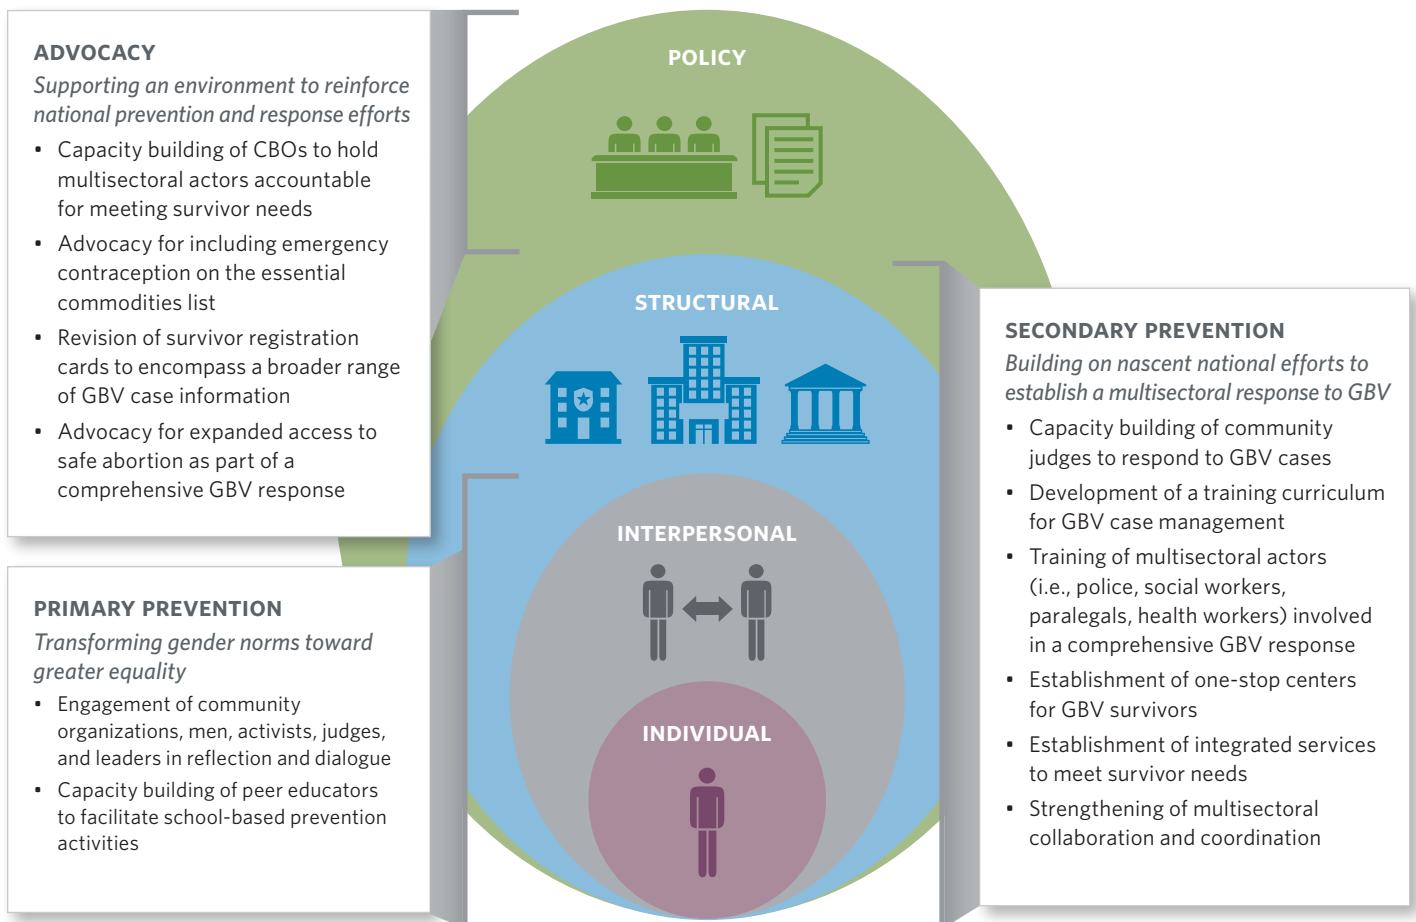 ADVOCACY
Supporting an environment to reinforce
national prevention and response efforts
• Capacity building of CBOs to hold
multisectoral actors accountable
for meeting survivor needs
• Advocacy for including emergency
contraception on the essential
commodities list
• Revision of survivor registration
cards to encompass a broader range
of GBV case information
• Advocacy for expanded access to
safe abortion as part of a
comprehensive GBV response
PRIMARY PREVENTION
Transforming gender norms toward
greater equality
• Engagement of community
organizations, men, activists, judges,
and leaders in reflection and dialogue
• Capacity building of peer educators
to facilitate school-based prevention
activities
POLICY
STRUCTURAL
INTERPERSONAL
INDIVIDUAL
SECONDARY PREVENTION
Building on nascent national efforts to
establish a multisectoral response to GBV
• Capacity building of community
judges to respond to GBV cases
• Development of a training curriculum
for GBV case management
• Training of multisectoral actors
(i.e., police, social workers,
paralegals, health workers) involved
in a comprehensive GBV response
• Establishment of one-stop centers
for GBV survivors
• Establishment of integrated services
to meet survivor needs
• Strengthening of multisectoral
collaboration and coordination